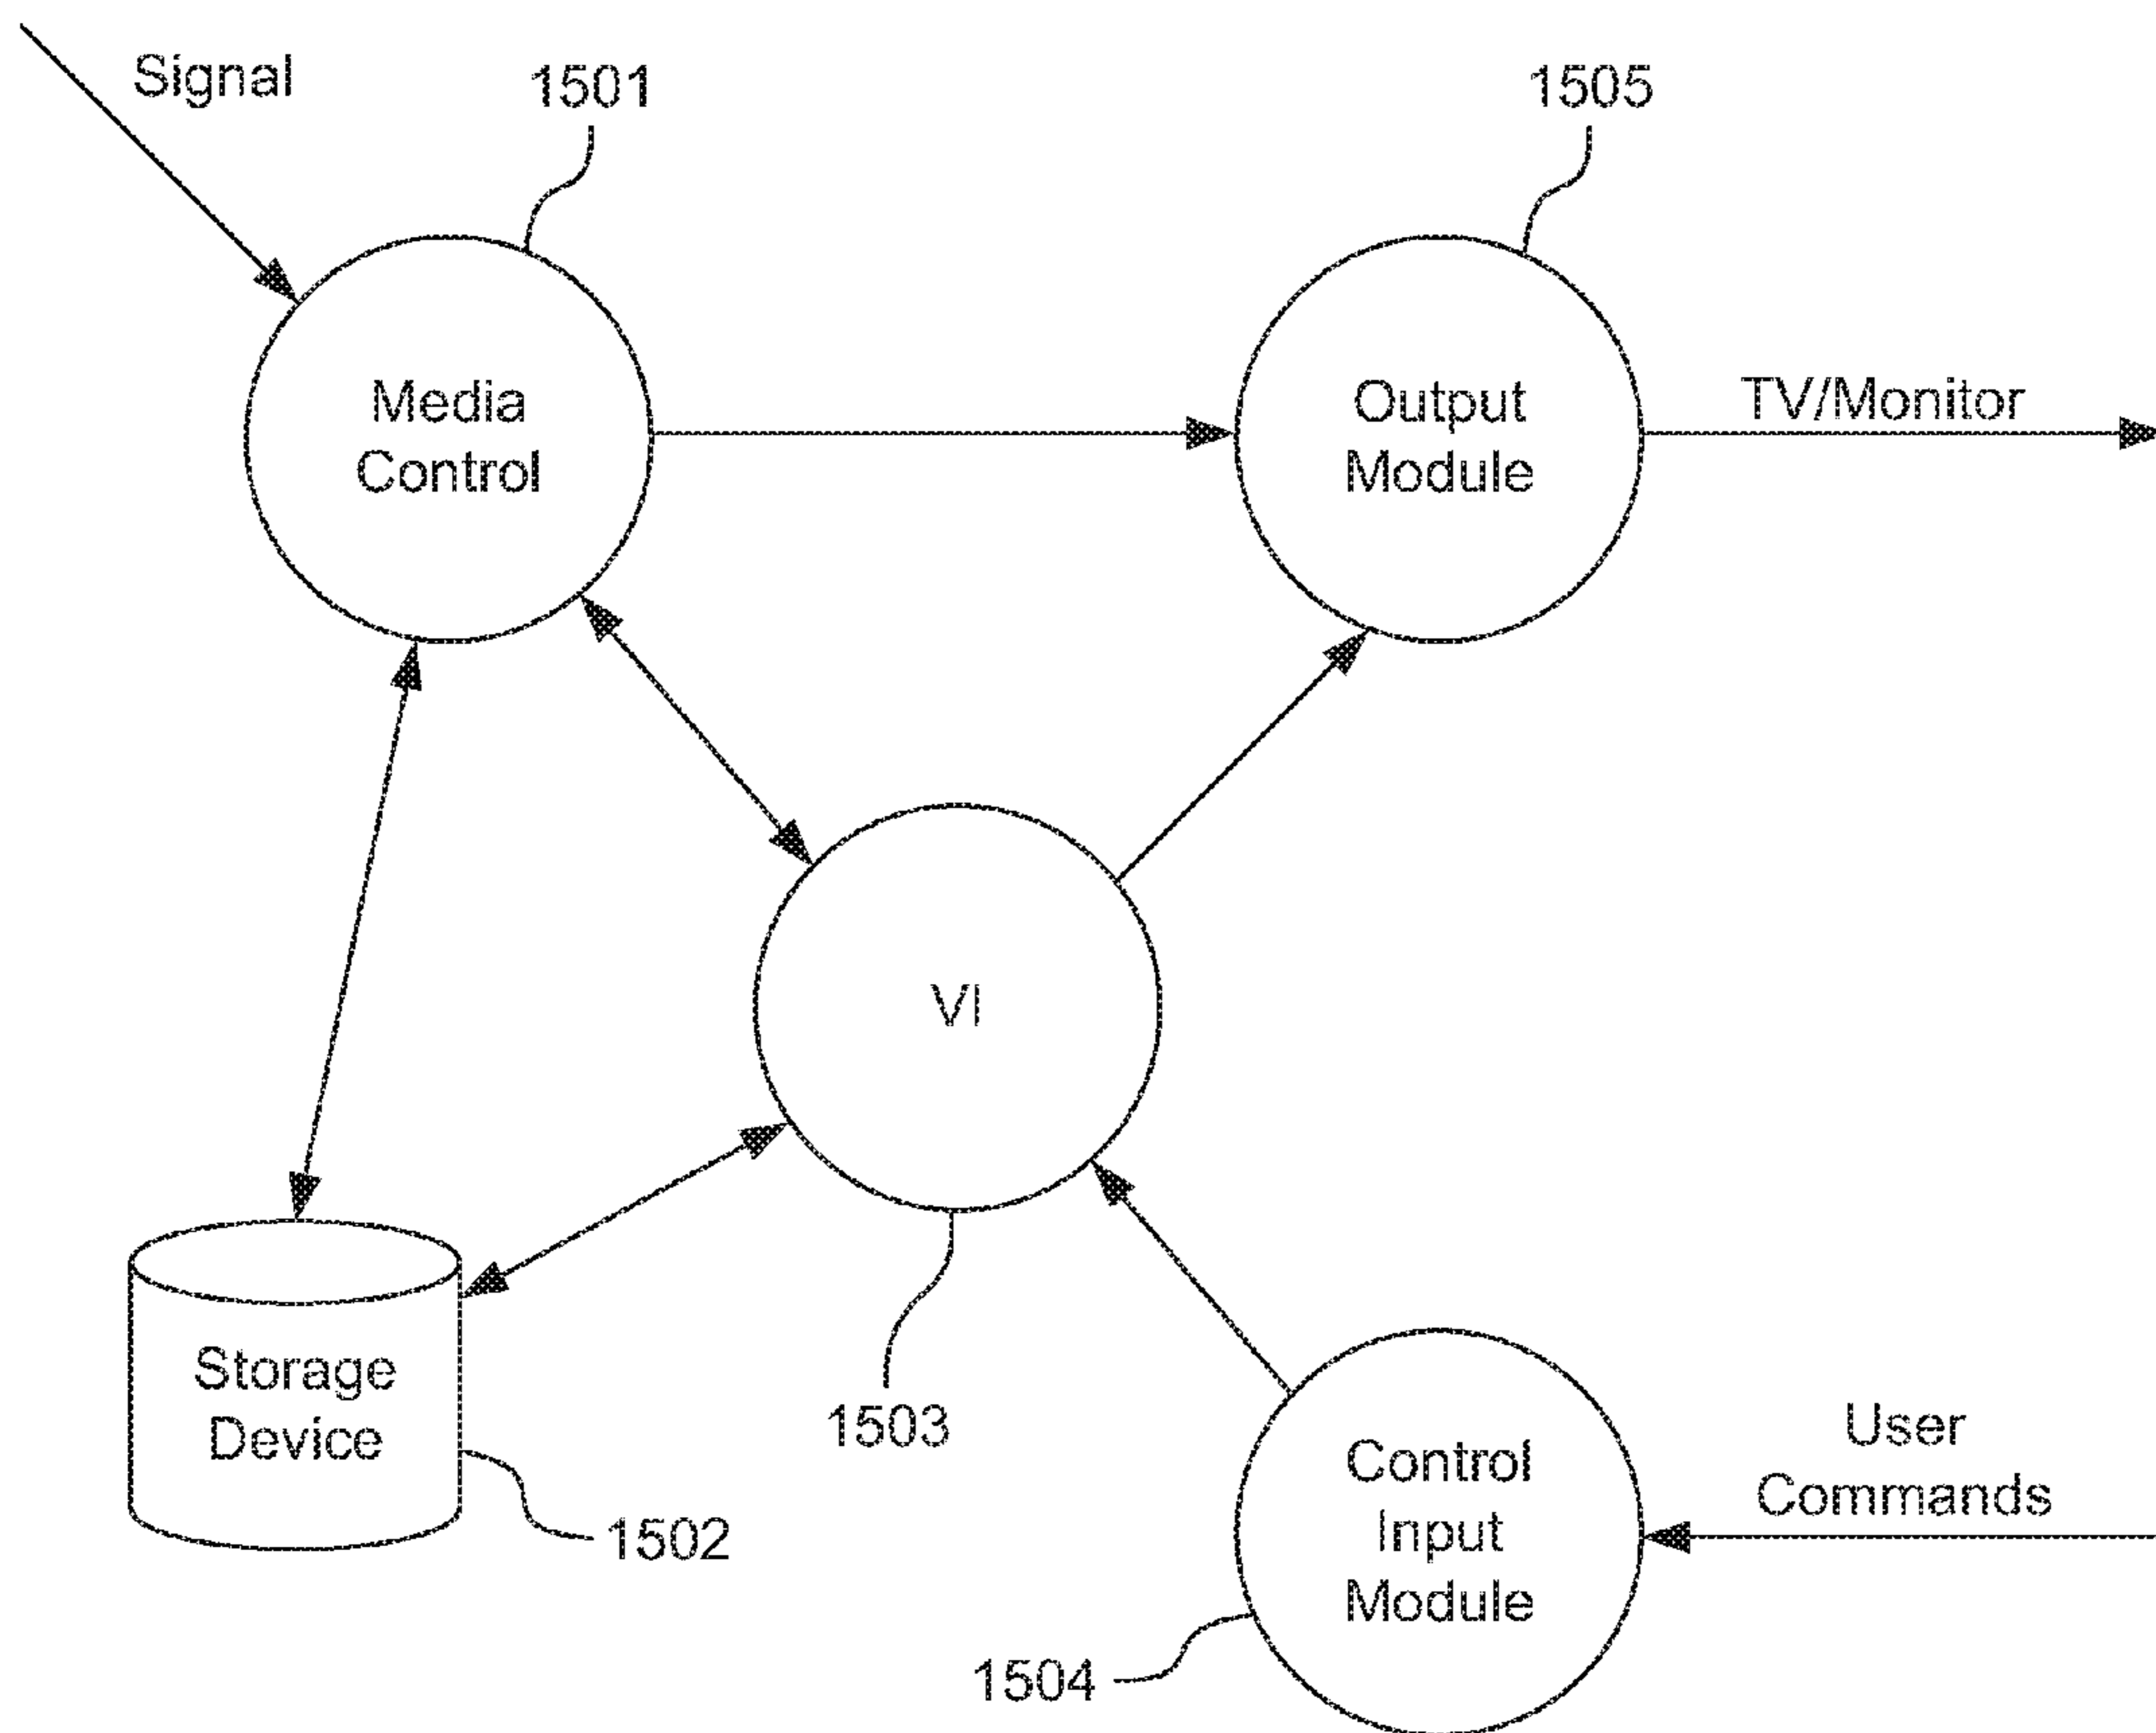 Signal
1501
1505
Media
Control
Output
Module
TV/Monitor
VI
1503
Storage
Device
1502
Control
Input
Module
User
Commands
1504